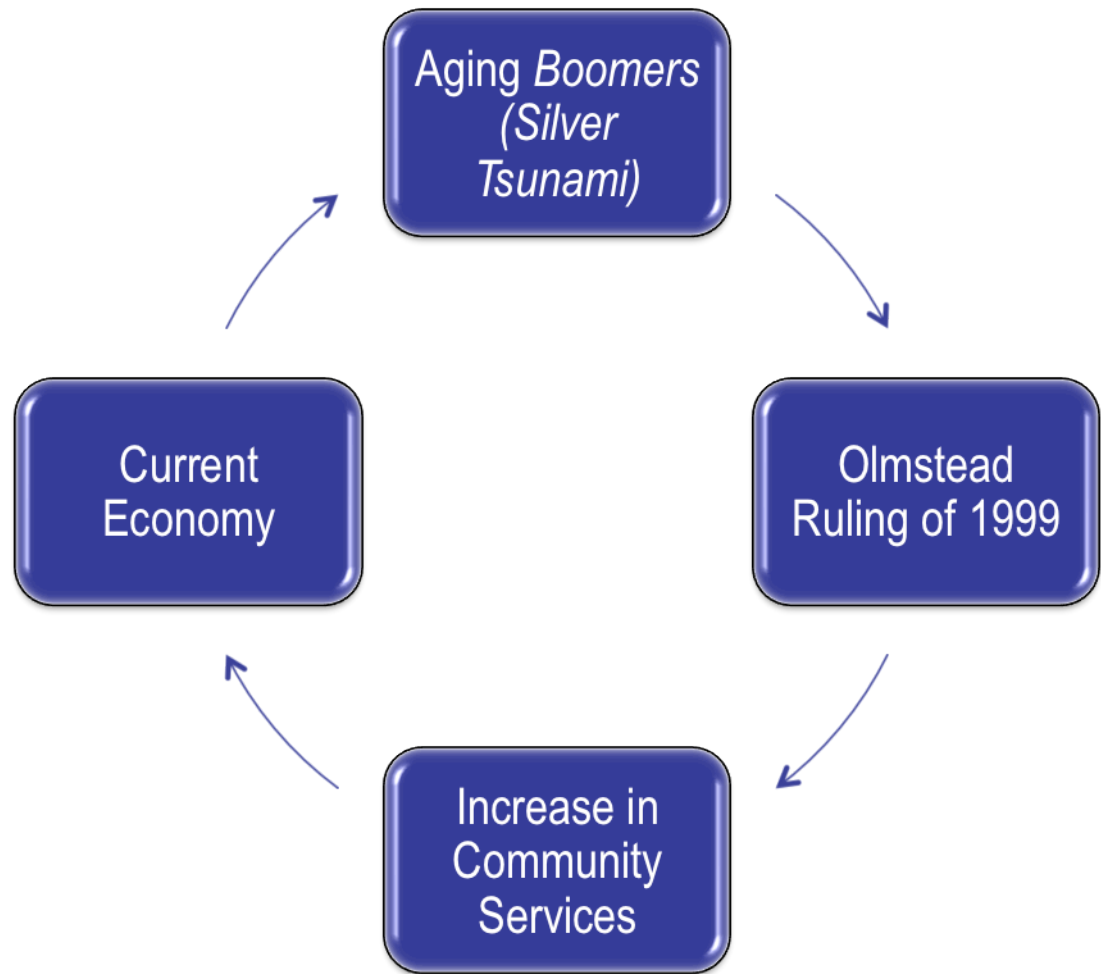 Aging Boomers
(Silver
Tsunami)
Olmstead
Ruling of 1999
Increase in
Community
Services
Current
Economy